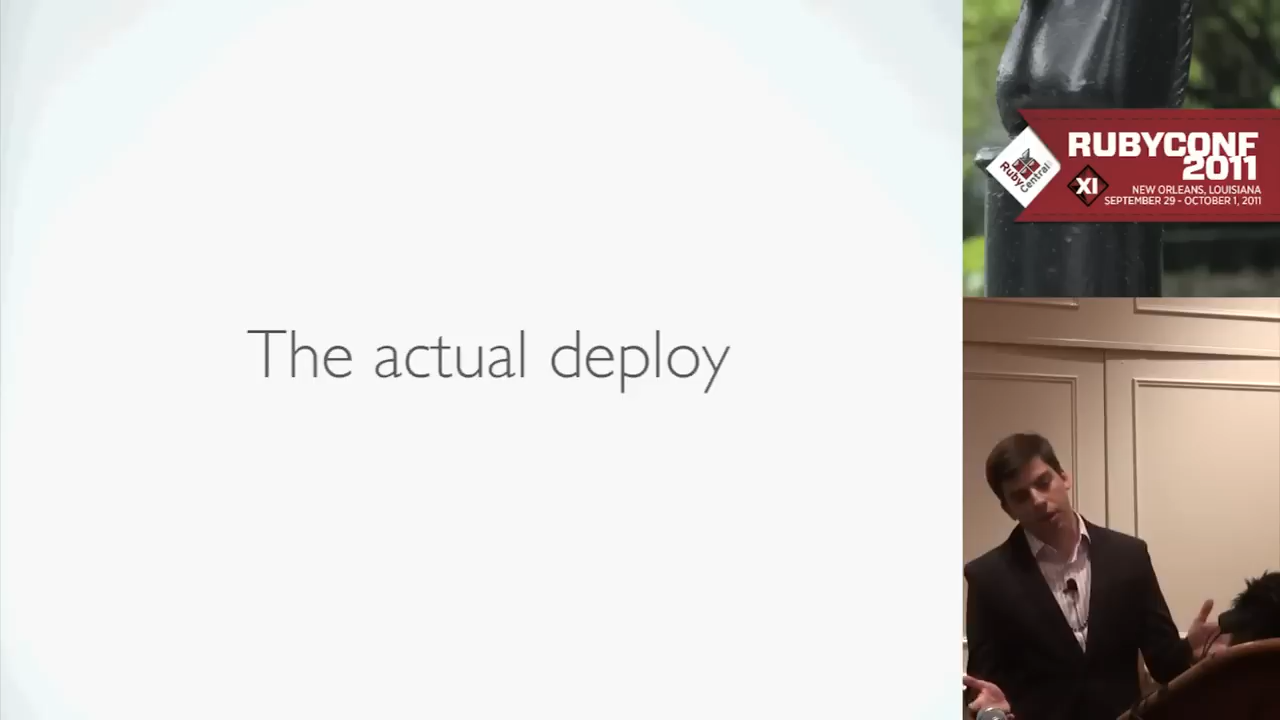 The actual deploy
RUBYCONF
2011
RubyCentral
XI
NEW ORLEANS, LOUISIANA
SEPTEMBER 29 - OCTOBER 1, 2011